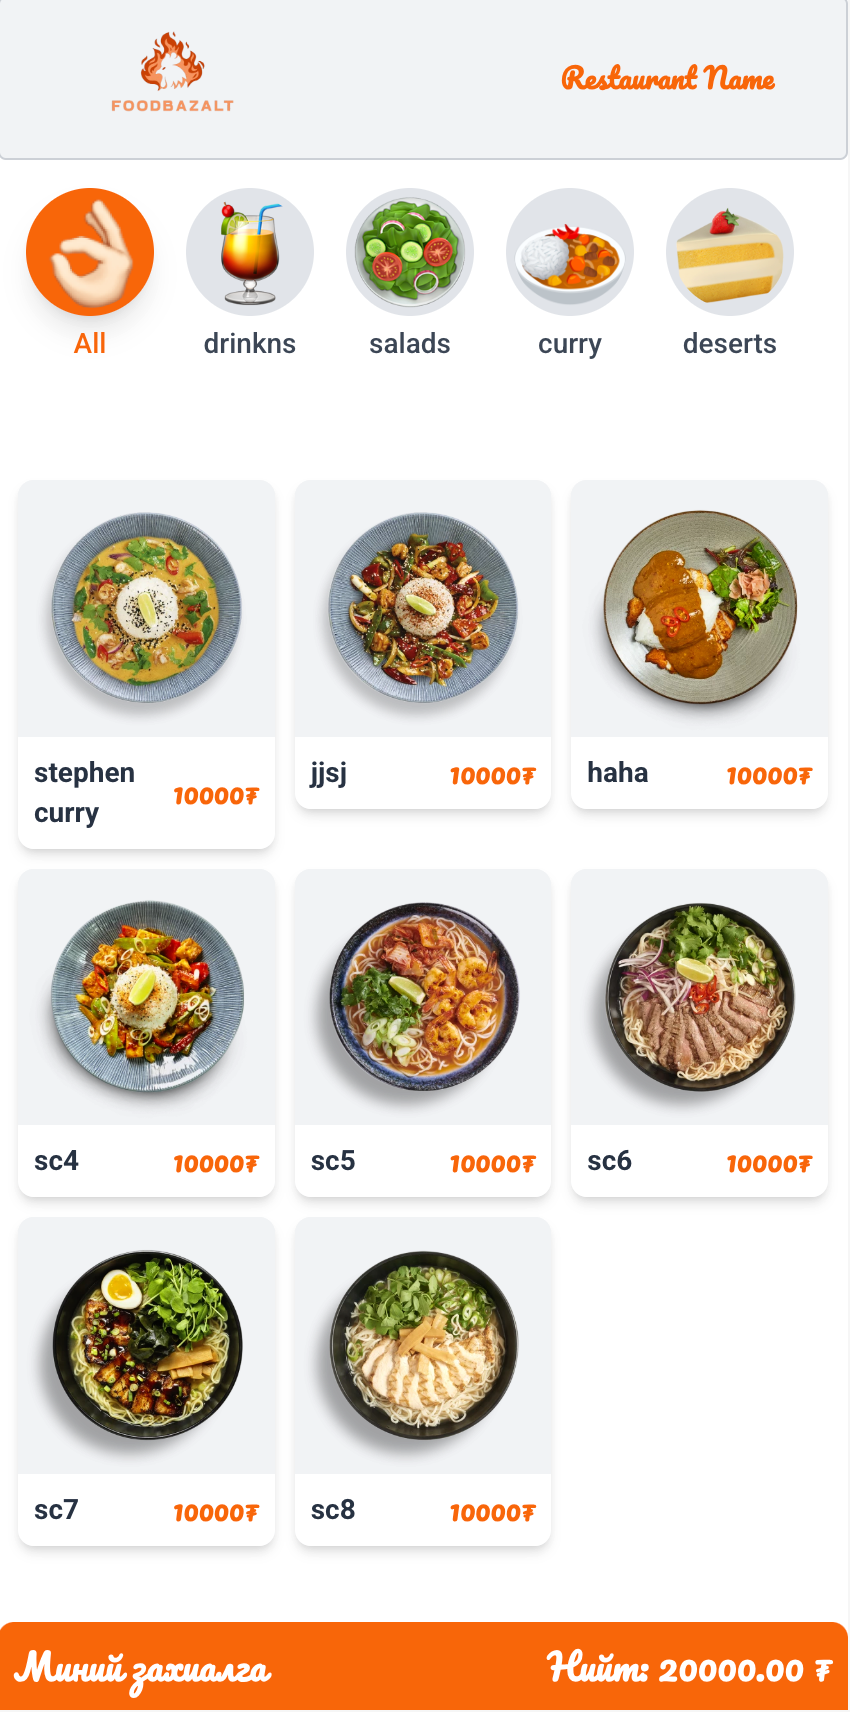 FOODBAZALT
Restaurant Name
All
drinkns
salads
curry
deserts
stephen
curry
10000₮
jjsj
10000₮
haha
10000₮
sc4
10000₮
sc5
10000₮
sc6
10000₮
sc7
10000₮
sc8
10000₮
Миний захиалга
Нийт: 20000.00 ₮